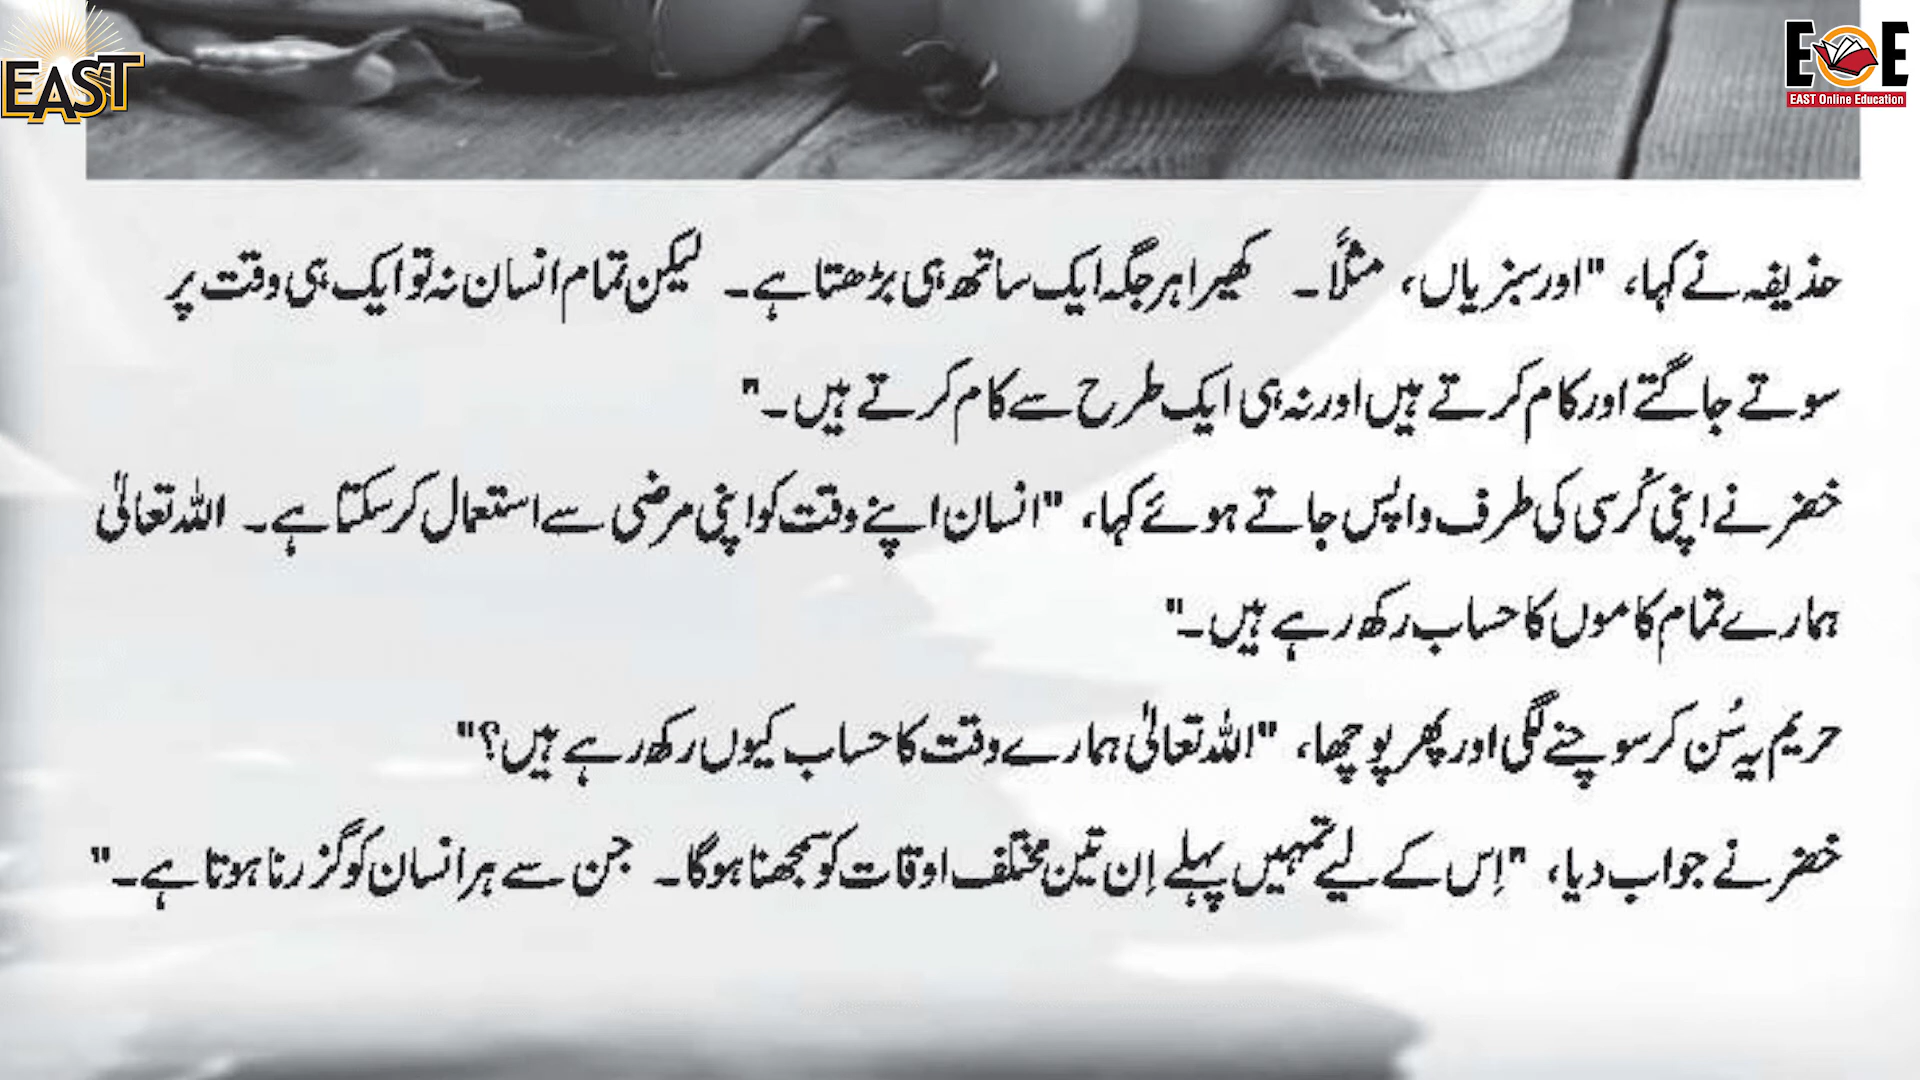 EAST
EOE
EAST Online Education
حذیفہ نے کہا، "اور سبزیاں، مثلاً۔ کھیرا ہر جگہ ایک ساتھ ہی بڑھتا ہے۔ لیکن تمام انسان نہ تو ایک ہی وقت پر
سوتے جاگتے اور کام کرتے ہیں اور نہ ہی ایک طرح سے کام کرتے ہیں۔"
خضر نے اپنی کُرسی کی طرف واپس جاتے ہوئے کہا، "انسان اپنے وقت کو اپنی مرضی سے استعمال کر سکتا ہے۔ اللہ تعالیٰ
ہمارے تمام کاموں کا حساب رکھ رہے ہیں۔"
حریم یہ سُن کر سوچنے لگی اور پھر پوچھا، "اللہ تعالیٰ ہمارے وقت کا حساب کیوں رکھ رہے ہیں؟"
خضر نے جواب دیا، "اِس کے لیے تمہیں پہلے اِن تین مختلف اوقات کو سمجھنا ہوگا۔ جن سے ہر انسان کو گزرنا ہوتا ہے۔"